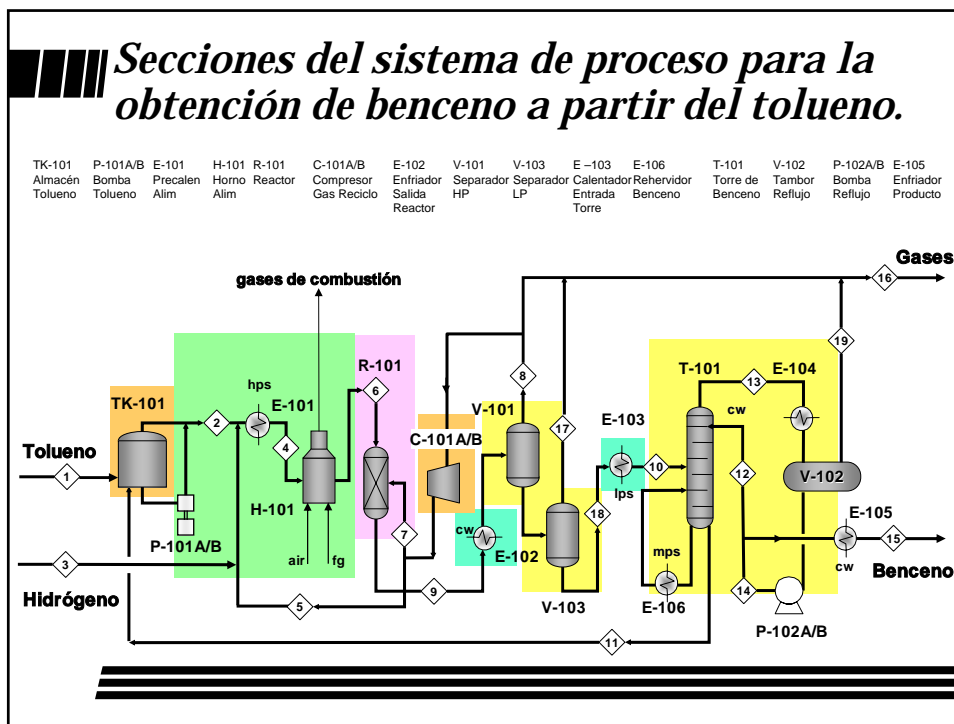 Secciones del sistema de proceso para la
obtención de benceno a partir del tolueno.
TK-101 P-101A/B E-101 H-101 R-101 C-101A/B E-102 V-101 V-103 E –103 E-106 T-101 V-102 P-102A/B E-105
Almacén Bomba Precalen Horno Reactor Compresor Enfriador Separador Separador Calentador Rehervidor Torre de Tambor Bomba Enfriador
Tolueno Tolueno Alim Alim Gas Reciclo Salida HP LP Entrada Benceno Benceno Reflujo Reflujo Producto
Reactor Torre
Gases
16
gases de combustión
19
R-101
T-101 13 E-104
hps
6
8
TK-101
E-101
V-101
cw
2
17
E-103
C-101A/B
Tolueno
4
10
12
V-102
1
lps
H-101
18
E-105
7
cw
P-101A/B
E-102
15
air fg
mps
cw
3
9
Benceno
Hidrógeno
5
V-103
E-106
14
P-102A/B
11